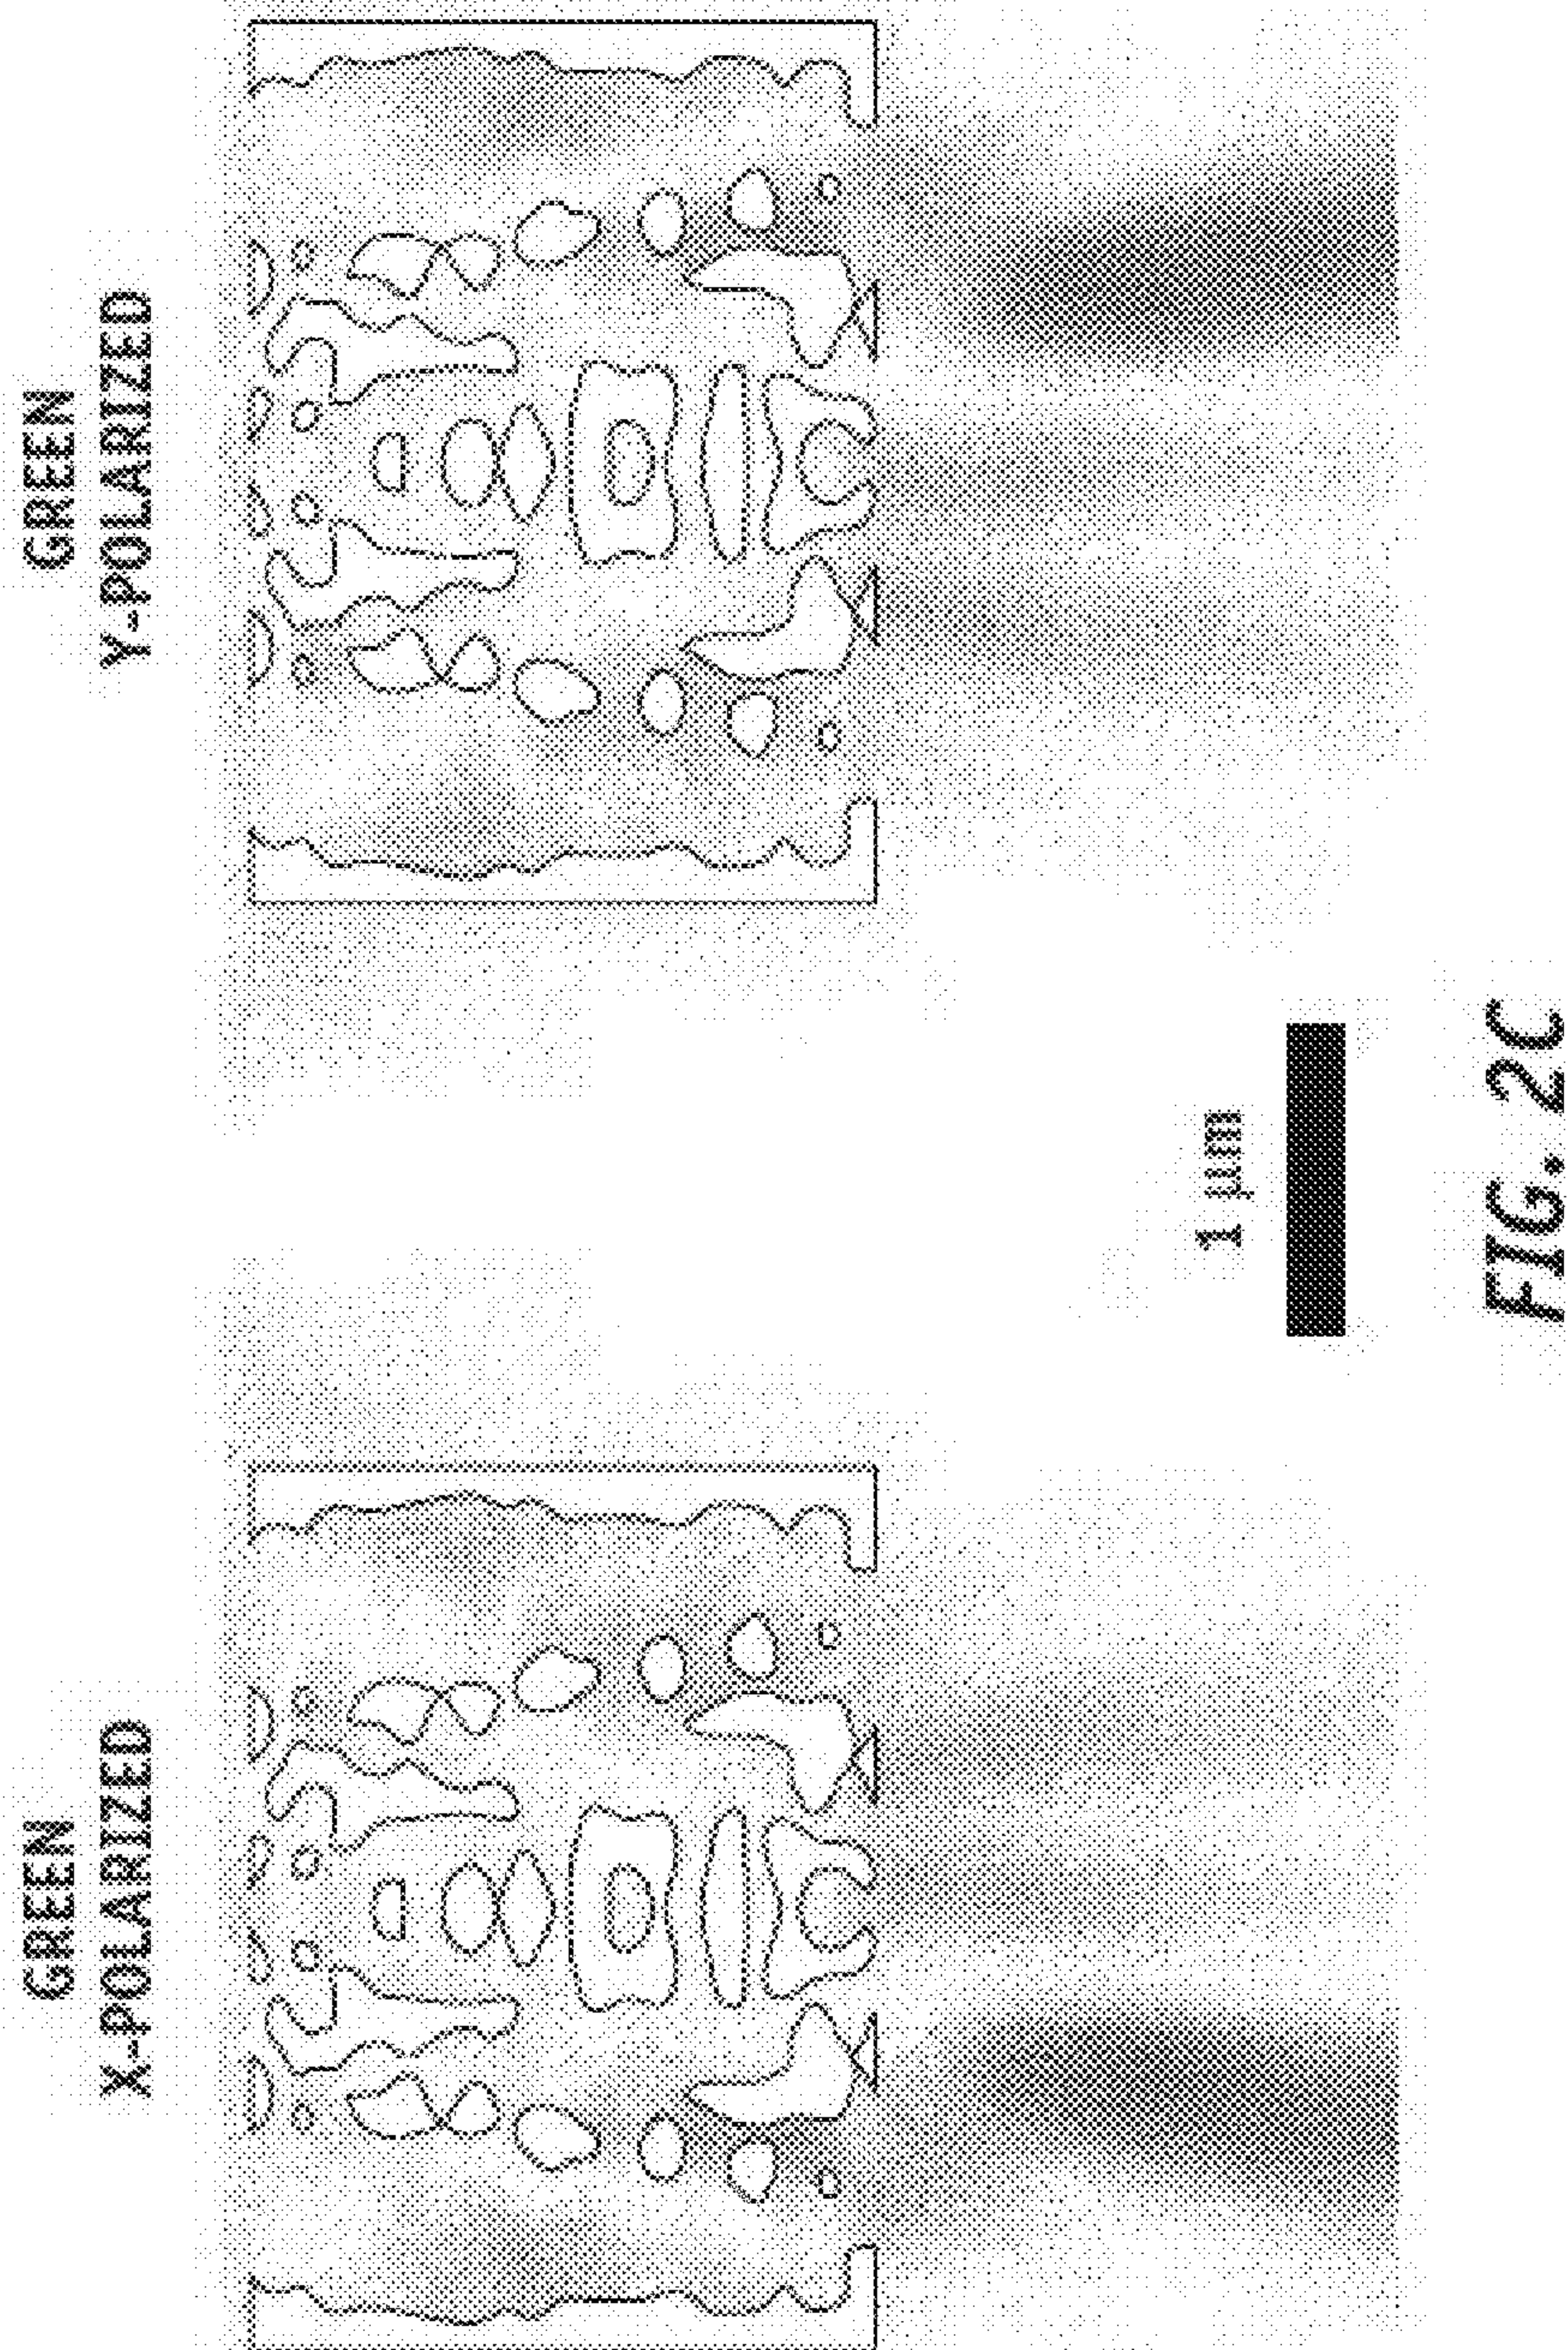 GREEN
X-POLARIZED
GREEN
Y-POLARIZED
1 μm
FIG. 2C